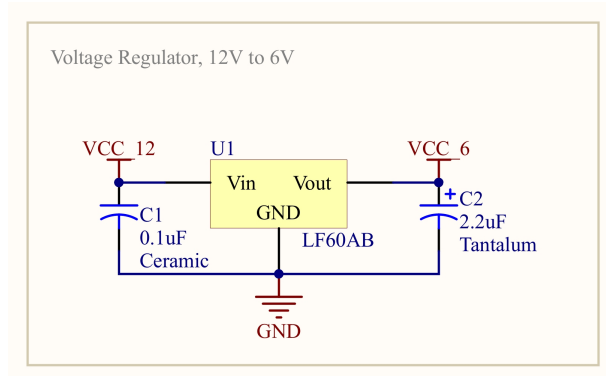 Voltage Regulator, 12V to 6V
VCC_12
U1
VCC_6
Vin
Vout
GND
+
C1
0.1uF
Ceramic
LF60AB
C2
2.2uF
Tantalum
GND